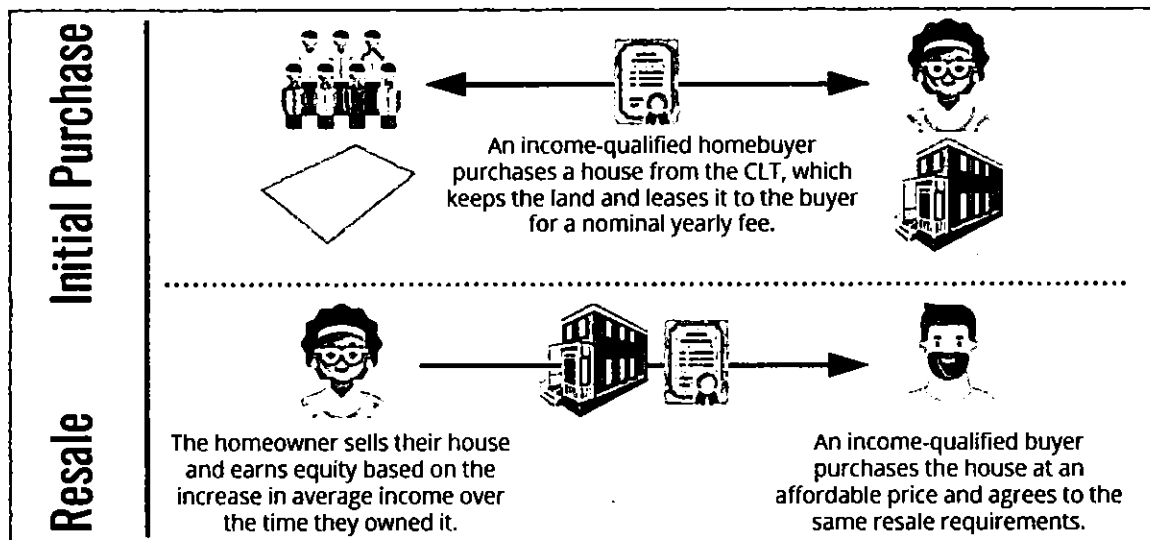 Initial Purchase
An income-qualified homebuyer
purchases a house from the CLT, which
keeps the land and leases it to the buyer
for a nominal yearly fee.
Resale
The homeowner sells their house
and earns equity based on the
increase in average income over
the time they owned it.
An income-qualified buyer
purchases the house at an
affordable price and agrees to the
same resale requirements.